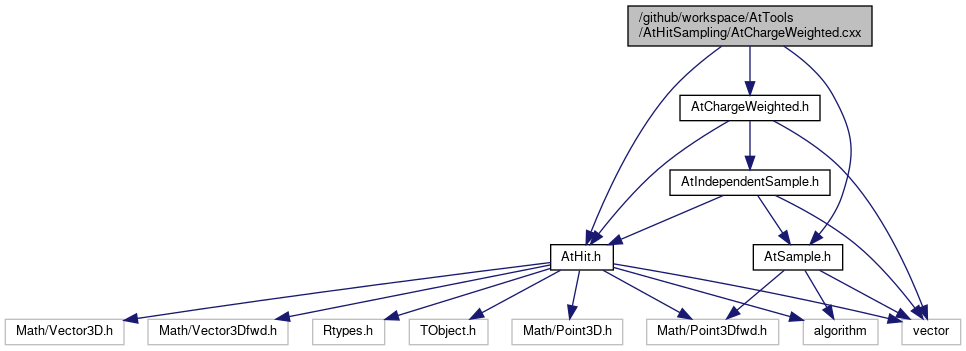 /github/workspace/AtTools
/AtHitSampling/AtChargeWeighted.cxx
AtChargeWeighted.h
AtIndependentSample.h
AtHit.h
AtSample.h
Math/Vector3D.h
Math/Vector3Dfwd.h
Rtypes.h
TObject.h
Math/Point3D.h
Math/Point3Dfwd.h
algorithm
vector